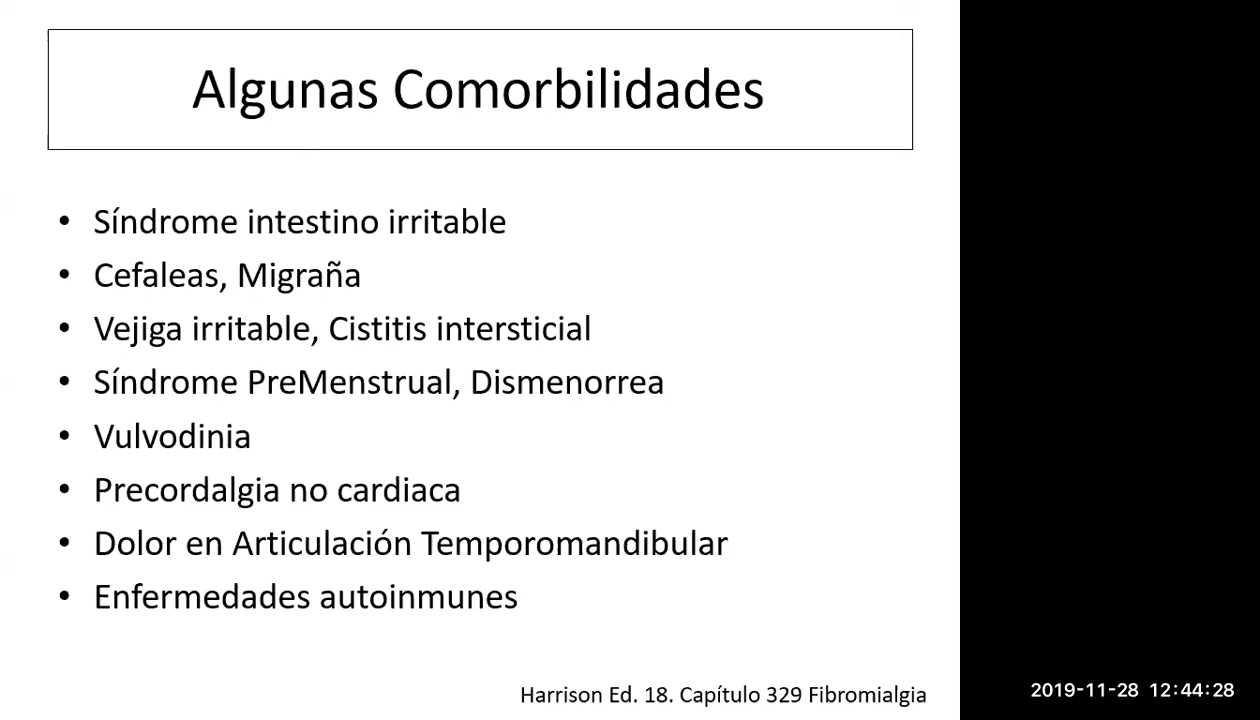 Algunas Comorbilidades
• Síndrome intestino irritable
• Cefaleas, Migraña
• Vejiga irritable, Cistitis intersticial
• Síndrome PreMenstrual, Dismenorrea
• Vulvodinia
• Precordalgia no cardiaca
• Dolor en Articulación Temporomandibular
• Enfermedades autoinmunes
Harrison Ed. 18. Capítulo 329 Fibromialgia
2019-11-28 12:44:28